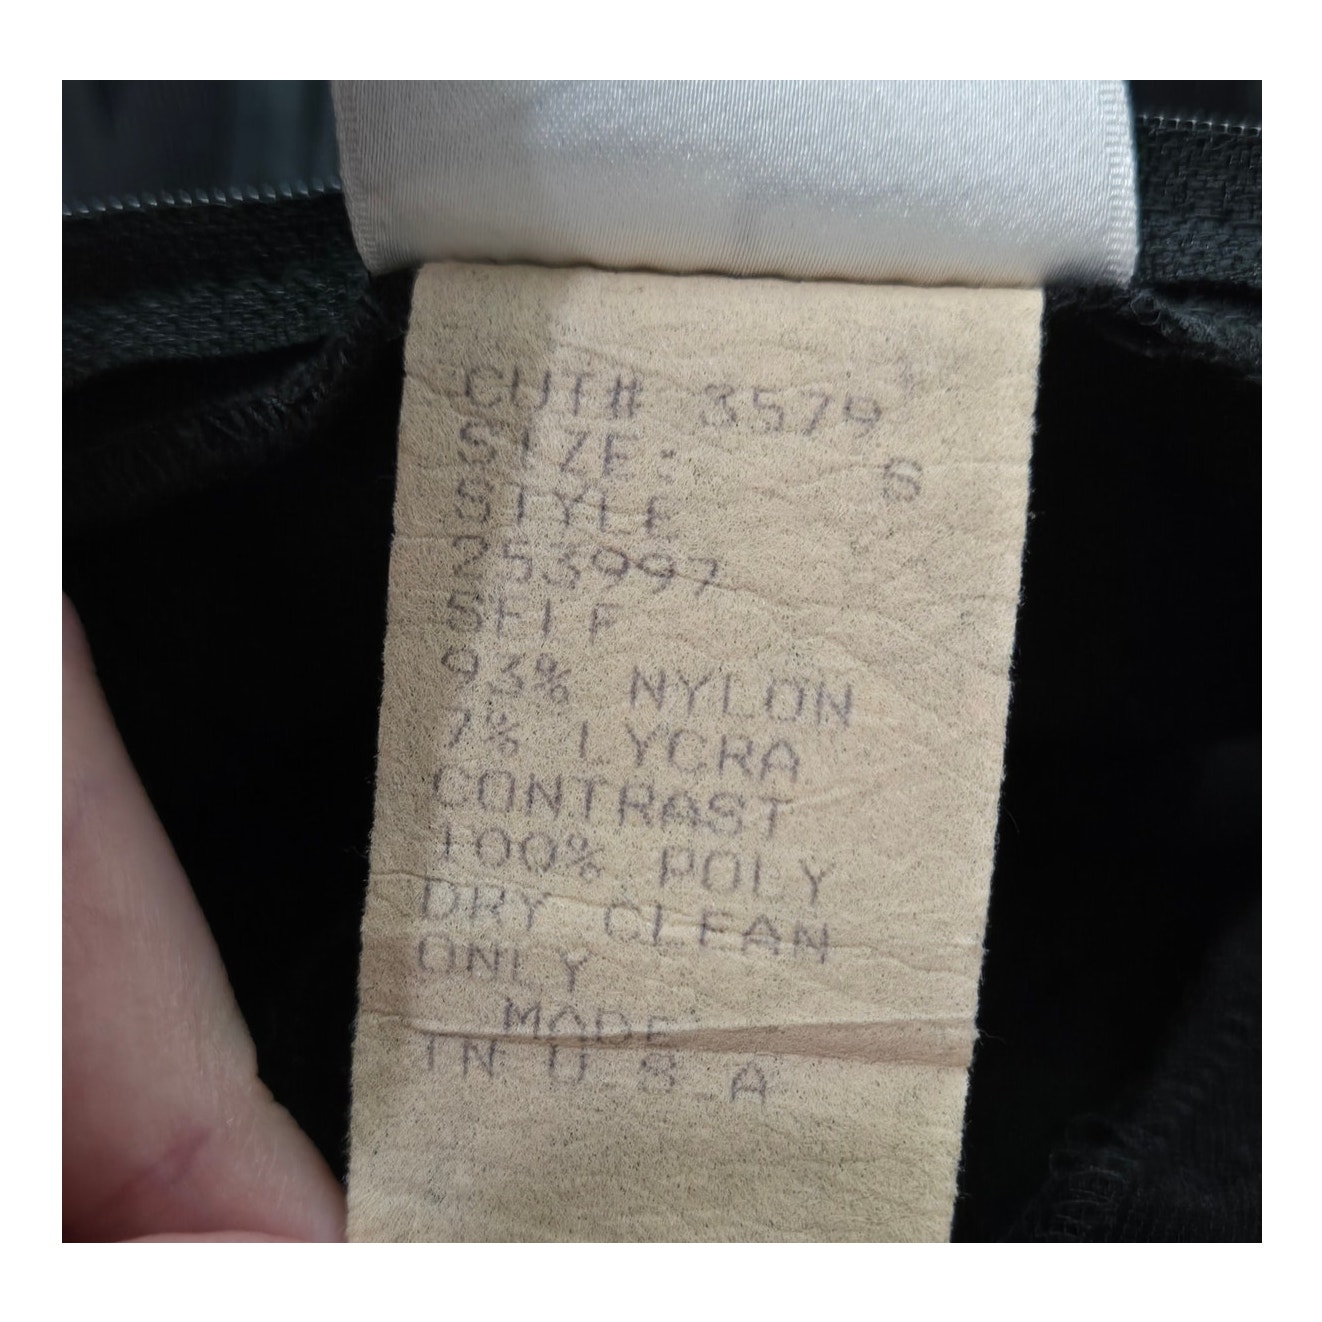 CUT# 3579
SIZE: 6
STYLE
253997
SELF
93% NYLON
7% LYCRA
CONTRAST
100% POLY
DRY CLEAN
ONLY
MADE
IN U.S.A